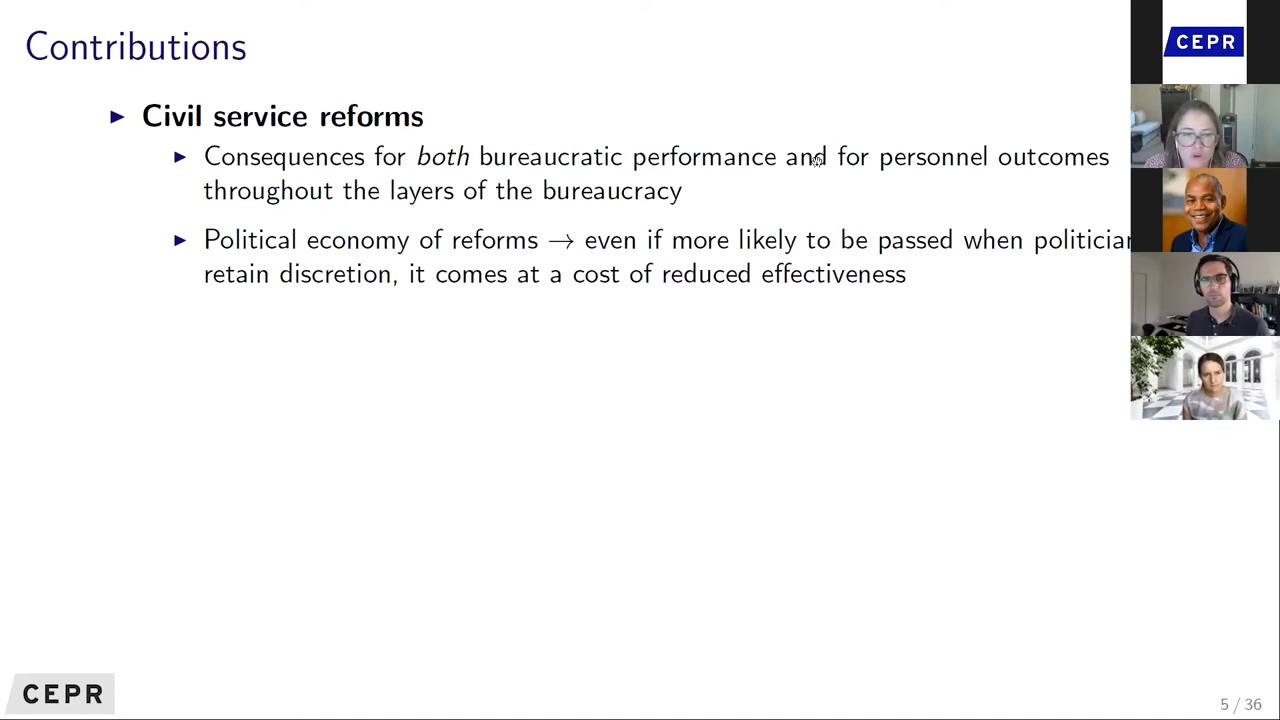 Contributions
CEPR
▶ Civil service reforms
▶ Consequences for both bureaucratic performance and for personnel outcomes
throughout the layers of the bureaucracy
▶ Political economy of reforms → even if more likely to be passed when
retain discretion, it comes at a cost of reduced effectiveness
CEPR
5 / 36